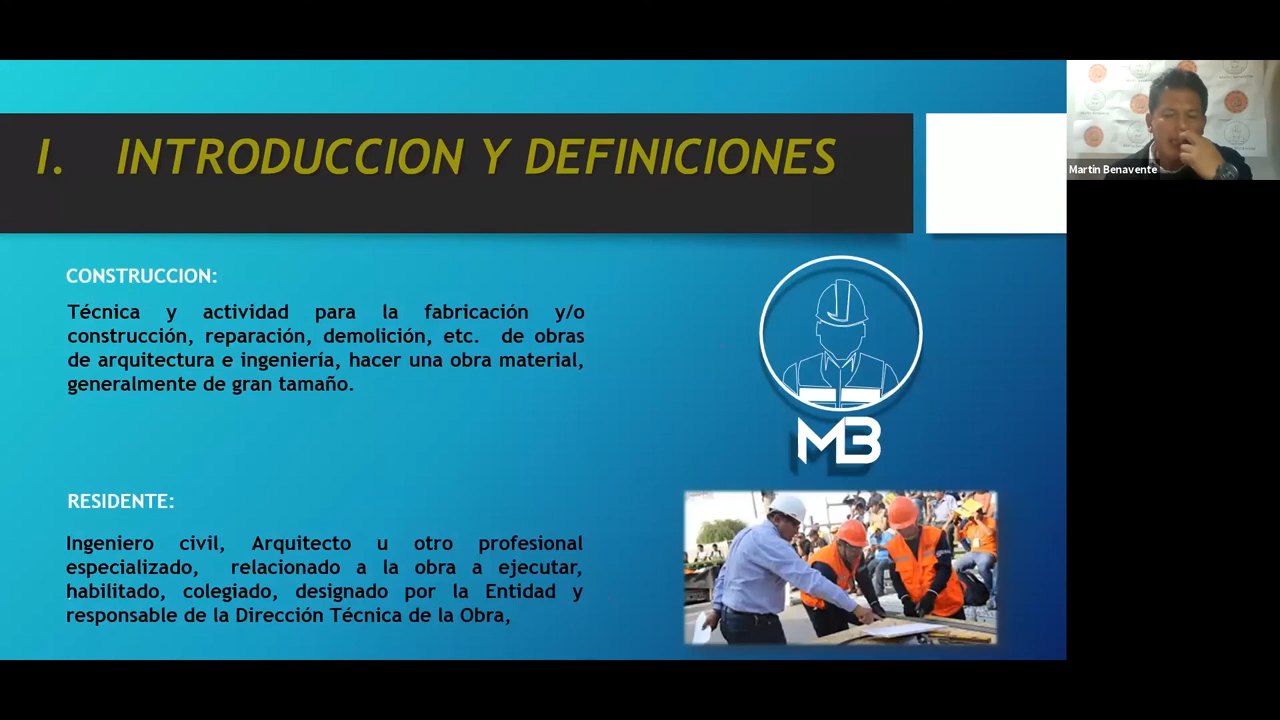 I. INTRODUCCION Y DEFINICIONES
Martin Benavente
CONSTRUCCION:
Técnica y actividad para la fabricación y/o
construcción, reparación, demolición, etc. de obras
de arquitectura e ingeniería, hacer una obra material,
generalmente de gran tamaño.
MB
RESIDENTE:
Ingeniero civil, Arquitecto u otro profesional
especializado, relacionado a la obra a ejecutar,
habilitado, colegiado, designado por la Entidad y
responsable de la Dirección Técnica de la Obra,